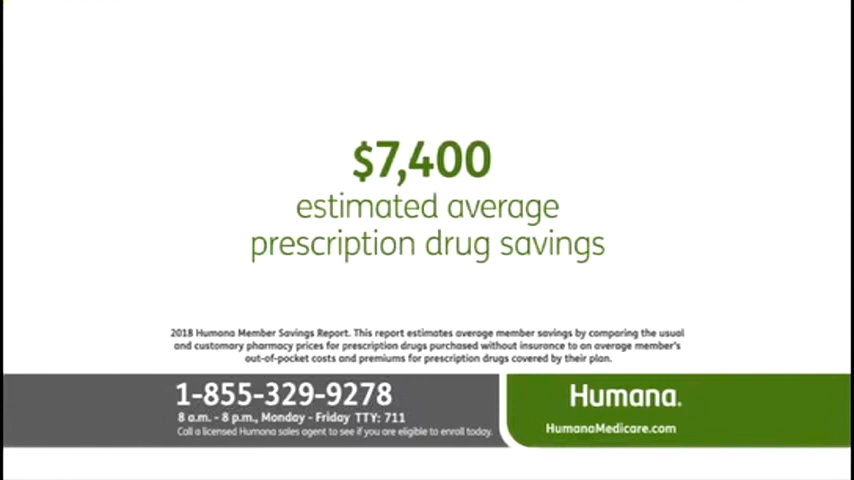 $7,400
estimated average
prescription drug savings
2018 Humana Member Savings Report. This report estimates average member savings by comparing the usual
and customary pharmacy prices for prescription drugs purchased without insurance to an average member's
out-of-pocket costs and premiums for prescription drugs covered by their plan.
1-855-329-9278
8 a.m. - 8 p.m., Monday - Friday TTY: 711
Call a licensed Humana sales agent to see if you are eligible to enroll today.
Humana.
HumanaMedicare.com